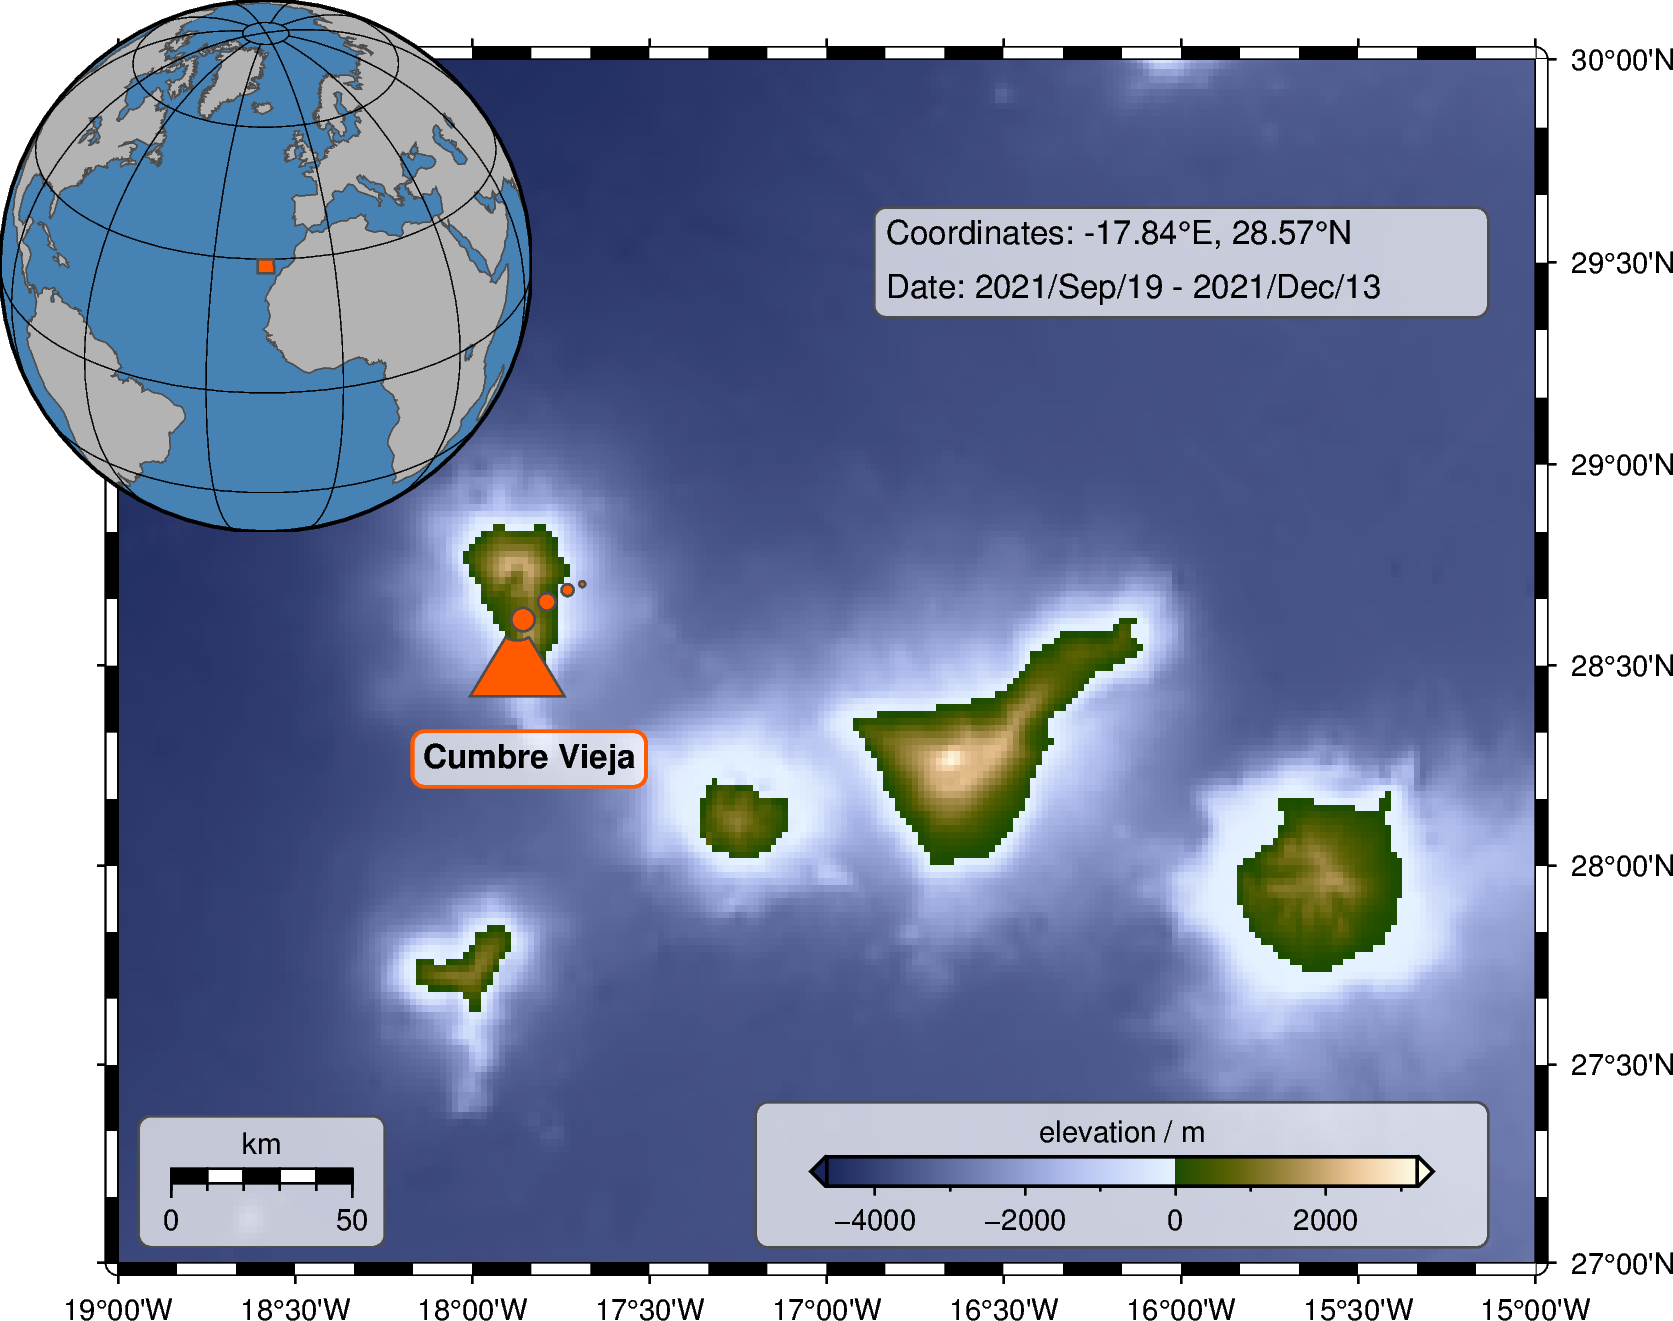 30°00'N
Coordinates: -17.84°E, 28.57°N
29°30'N
Date: 2021/Sep/19 - 2021/Dec/13
29°00'N
28°30'N
Cumbre Vieja
28°00'N
27°30'N
km
0 50
elevation / m
−4000 −2000 0 2000
27°00'N
19°00'W 18°30'W 18°00'W 17°30'W 17°00'W 16°30'W 16°00'W 15°30'W 15°00'W